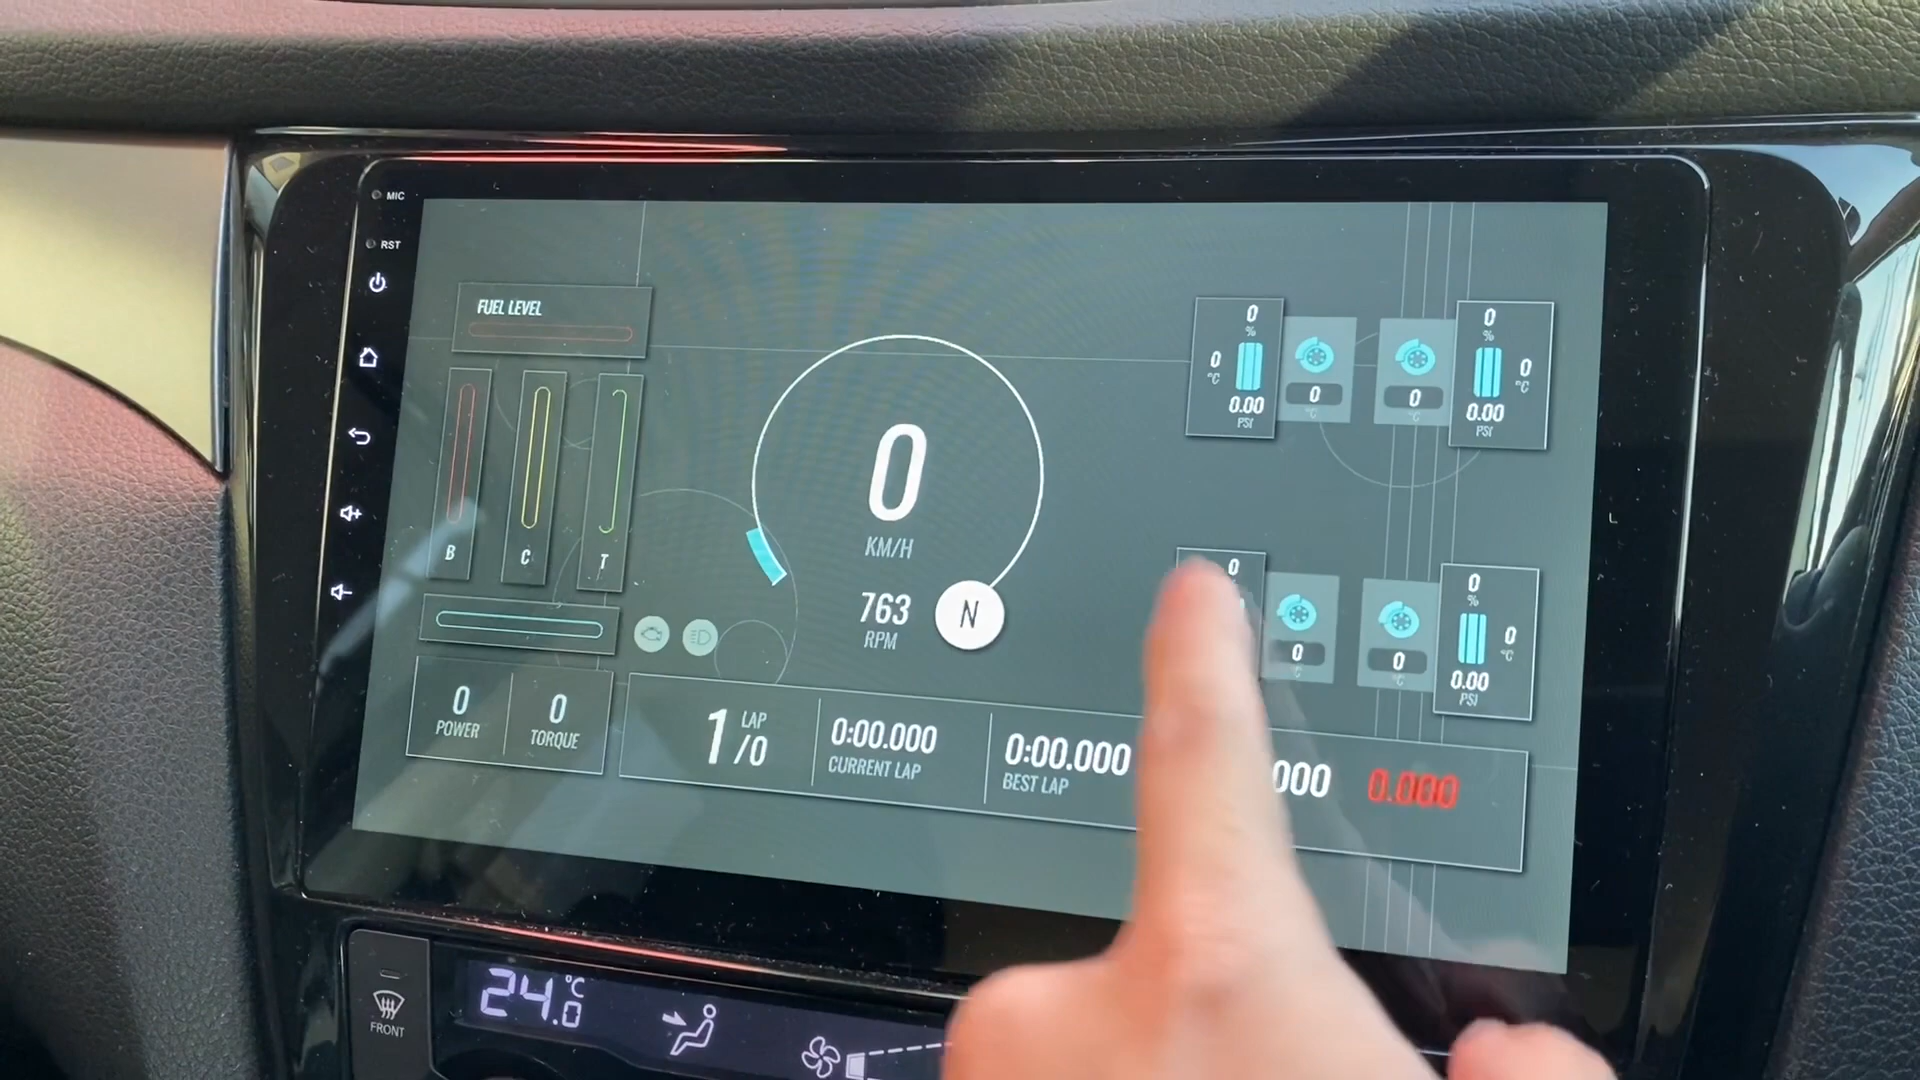 MIC
RST
FUEL LEVEL
B
C
T
0
POWER
0
TORQUE
0
KM/H
763
RPM
N
1 LAP
/0
0:00.000
CURRENT LAP
0:00.000
BEST LAP
000
0.000
0
%
0
°C
0.00
PSI
0
°C
0
°C
0
%
0
°C
0.00
PSI
0
0
°C
0
°C
0
%
0
°C
0.00
PSI
24.0 °C
FRONT